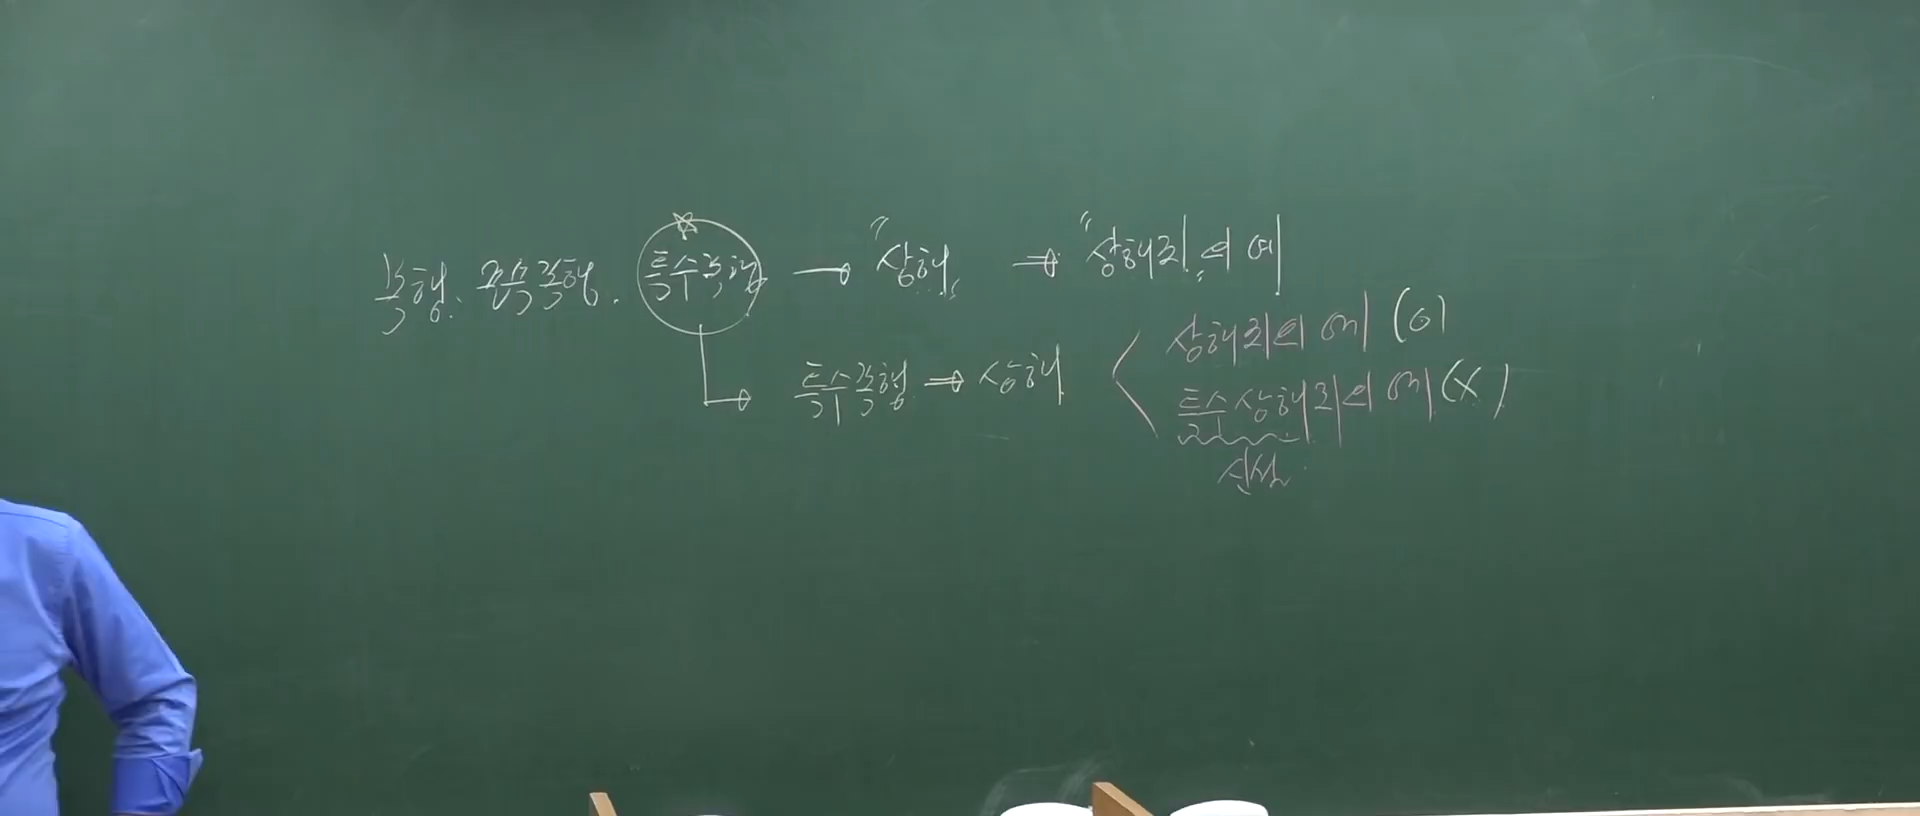 폭행. 존속폭행. 특수폭행 → "상해" ⇒ "상해죄"의 예
특수폭행 ⇒ 상해
상해죄의 예 (O)
특수상해죄의 예 (X)
신설